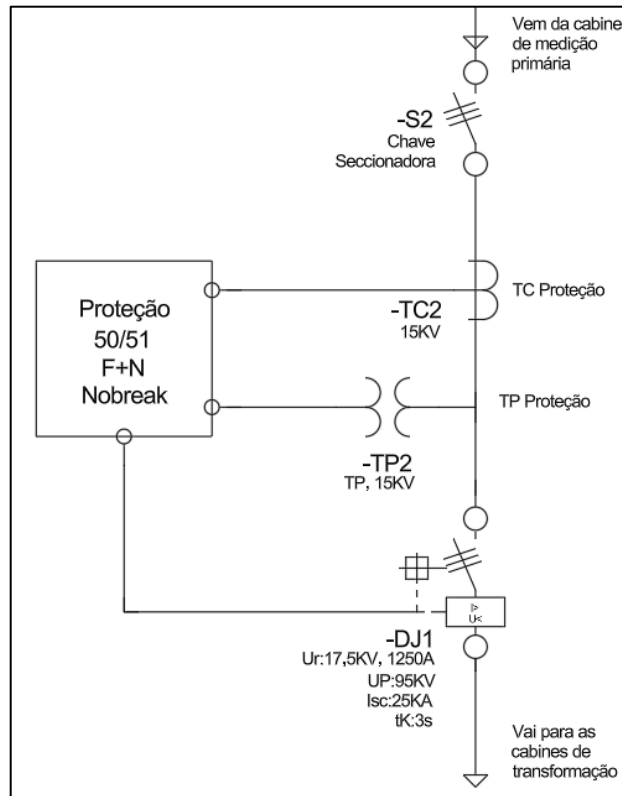 Vem da cabine
de medição
primária
-S2
Chave
Seccionadora
TC Proteção
-TC2
15KV
Proteção
50/51
F+N
Nobreak
TP Proteção
-TP2
TP, 15KV
I>
U<
-DJ1
Ur:17,5KV, 1250A
UP:95KV
Isc:25KA
tK:3s
Vai para as
cabines de
transformação